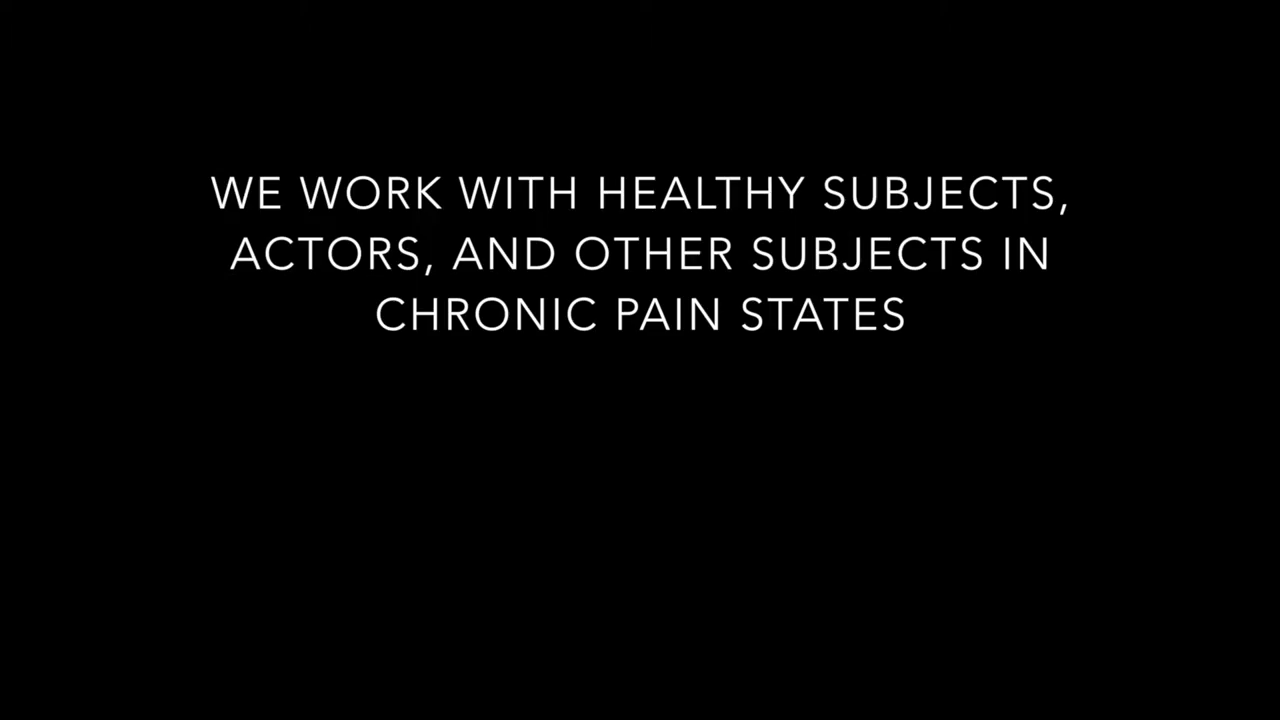 WE WORK WITH HEALTHY SUBJECTS,
ACTORS, AND OTHER SUBJECTS IN
CHRONIC PAIN STATES